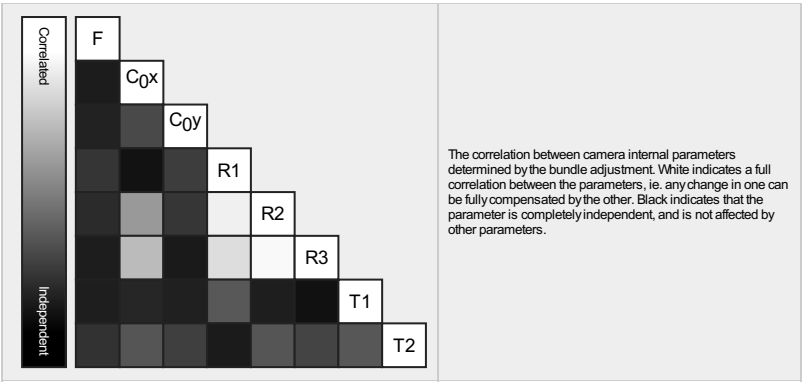 Correlated
Independent
F
C0x
C0y
R1
R2
R3
T1
T2
The correlation between camera internal parameters
determined by the bundle adjustment. White indicates a full
correlation between the parameters, ie. any change in one can
be fully compensated by the other. Black indicates that the
parameter is completely independent, and is not affected by
other parameters.